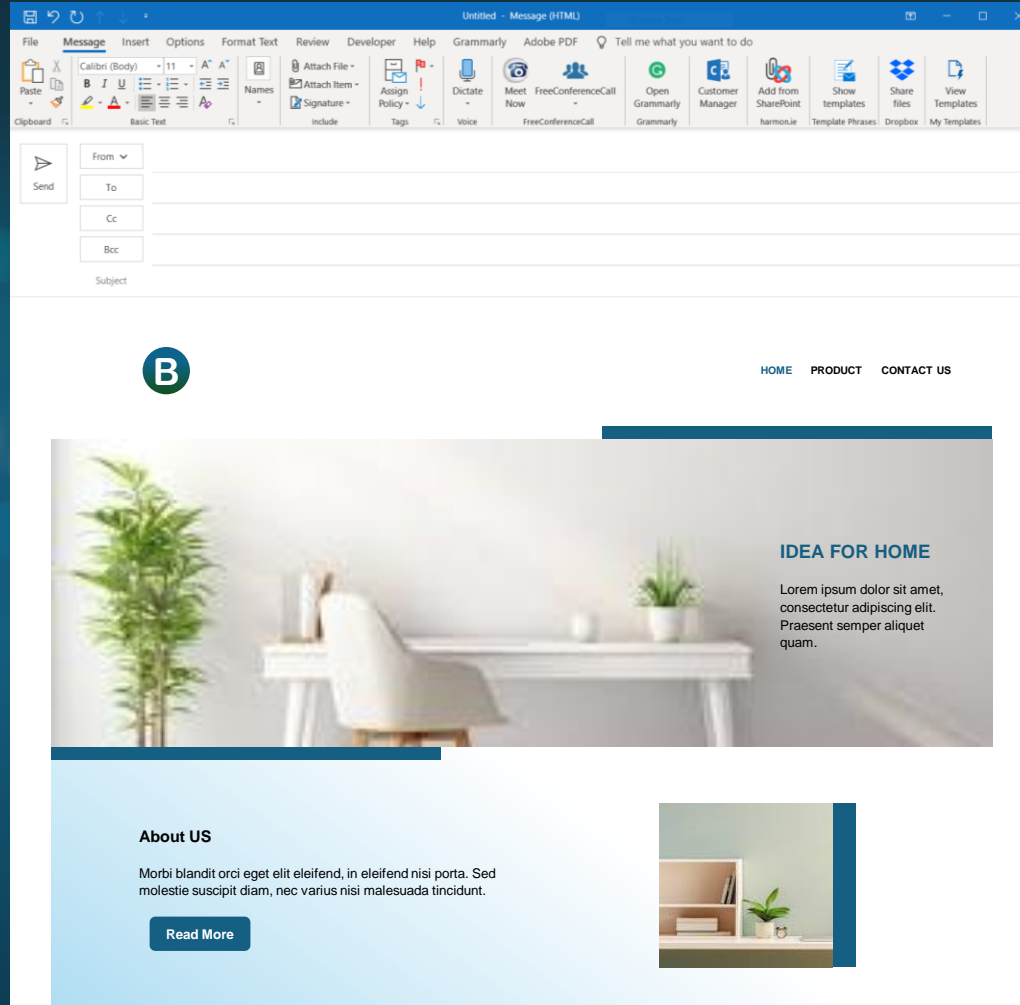 Untitled - Message (HTML)
File Message Insert Options Format Text Review Developer Help Grammarly Adobe PDF Tell me what you want to do
Paste
Calibri (Body) 11 A A
B I U
A A
Names
Attach File
Attach Item
Signature
Assign
Policy
Dictate
Meet
Now
FreeConferenceCall
Open
Grammarly
Customer
Manager
Add from
SharePoint
Show
templates
Share
files
View
Templates
Clipboard Basic Text Include Tags Voice FreeConferenceCall Grammarly harmon.ie Template Phrases Dropbox My Templates
Send
From
To
Cc
Bcc
Subject
B
HOME PRODUCT CONTACT US
IDEA FOR HOME
Lorem ipsum dolor sit amet,
consectetur adipiscing elit.
Praesent semper aliquet
quam.
About US
Morbi blandit orci eget elit eleifend, in eleifend nisi porta. Sed
molestie suscipit diam, nec varius nisi malesuada tincidunt.
Read More